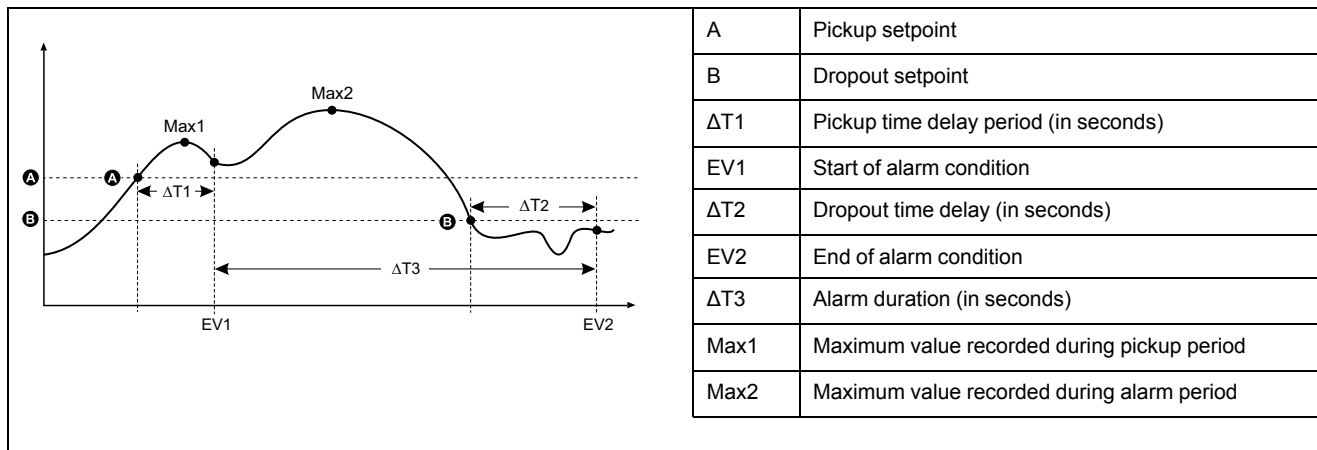 Max2
Max1
A
A
ΔT1
B
B
ΔT2
ΔT3
EV1
EV2
A Pickup setpoint
B Dropout setpoint
ΔT1 Pickup time delay period (in seconds)
EV1 Start of alarm condition
ΔT2 Dropout time delay (in seconds)
EV2 End of alarm condition
ΔT3 Alarm duration (in seconds)
Max1 Maximum value recorded during pickup period
Max2 Maximum value recorded during alarm period